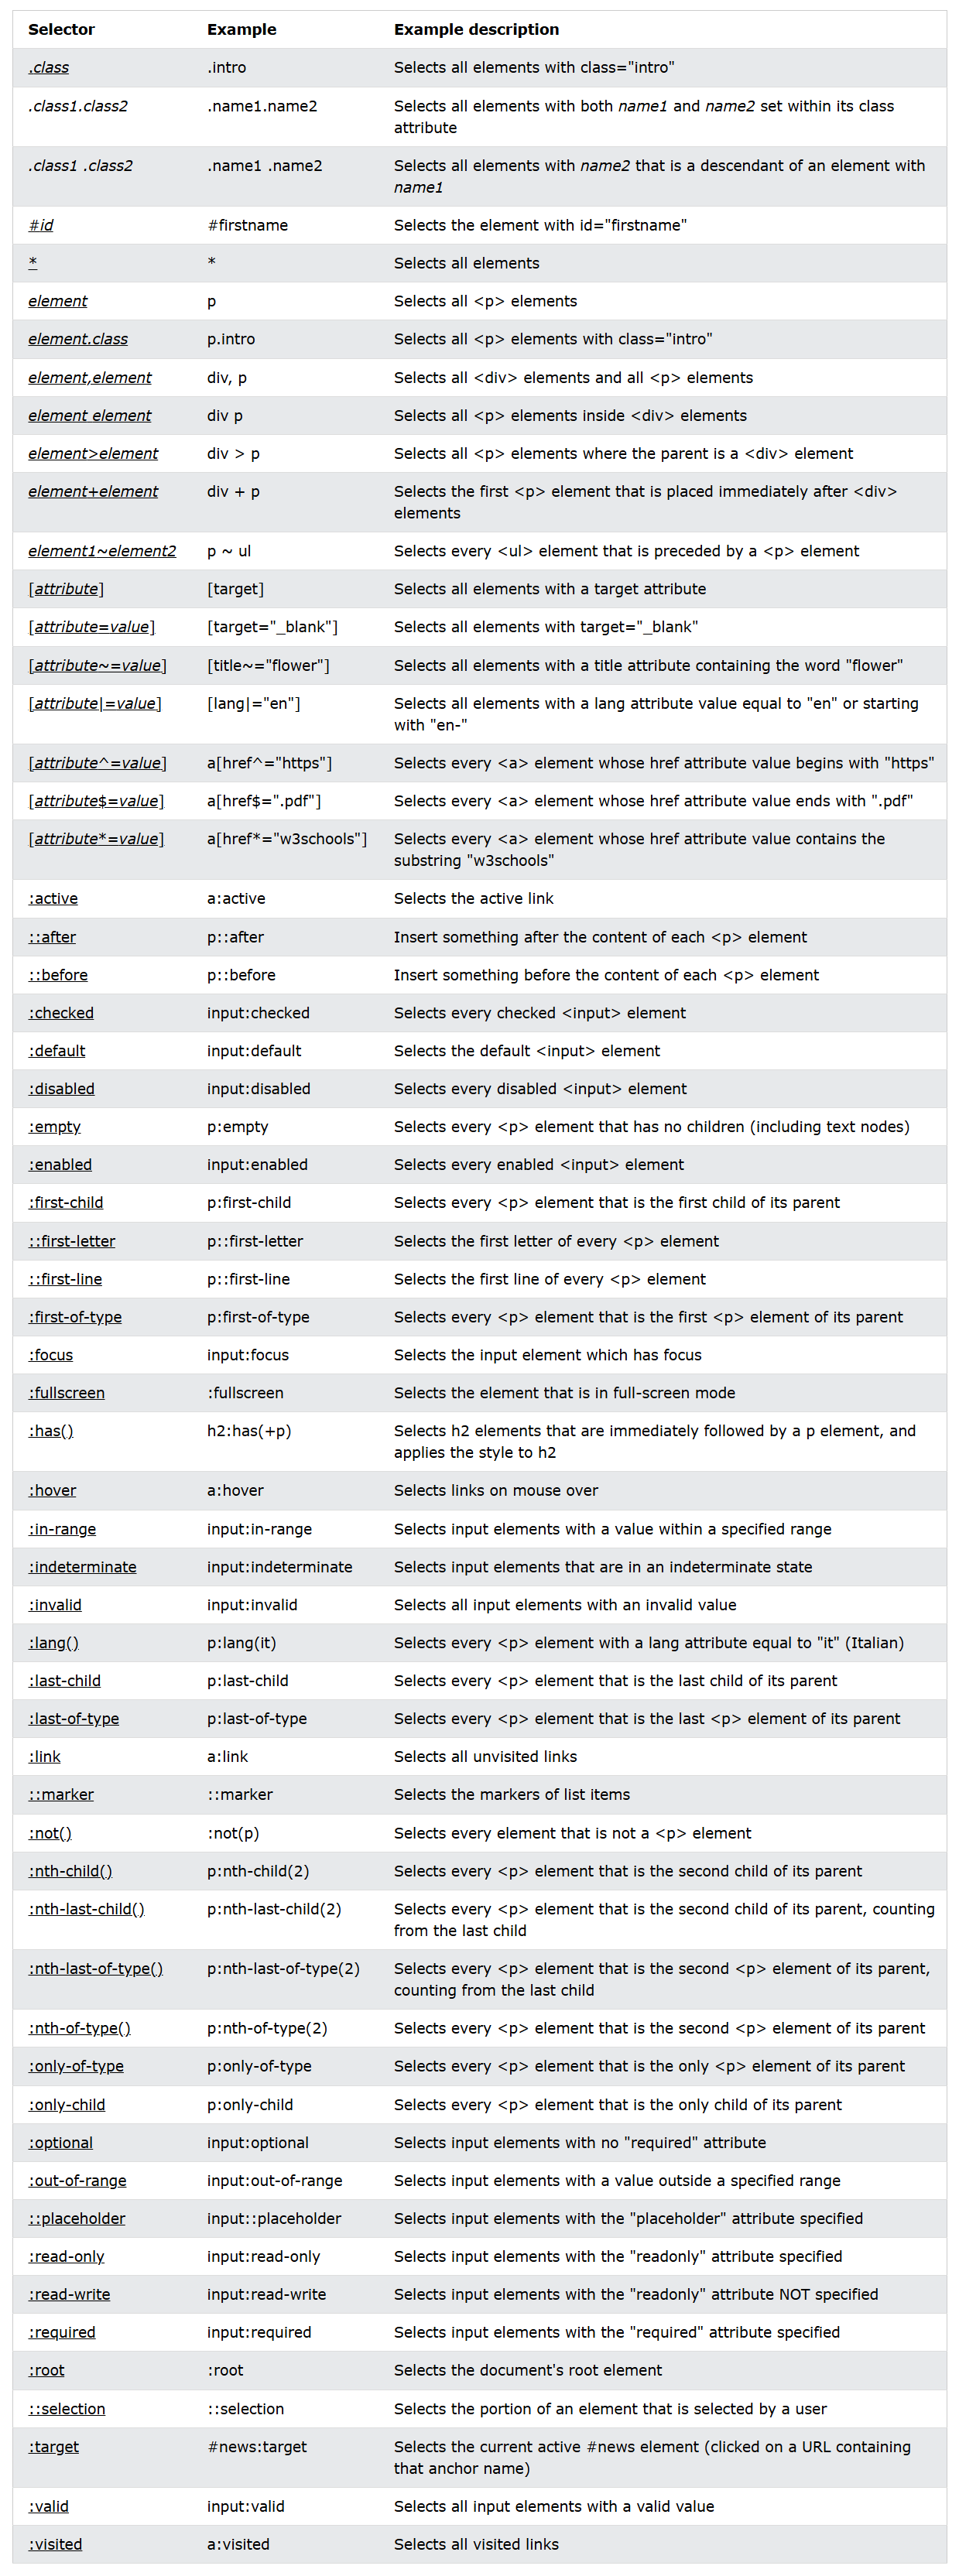 Selector Example Example description
.class .intro Selects all elements with class="intro"
.class1.class2 .name1.name2 Selects all elements with both name1 and name2 set within its class
attribute
.class1 .class2 .name1 .name2 Selects all elements with name2 that is a descendant of an element with
name1
#id #firstname Selects the element with id="firstname"
* * Selects all elements
element p Selects all <p> elements
element.class p.intro Selects all <p> elements with class="intro"
element,element div, p Selects all <div> elements and all <p> elements
element element div p Selects all <p> elements inside <div> elements
element>element div > p Selects all <p> elements where the parent is a <div> element
element+element div + p Selects the first <p> element that is placed immediately after <div>
elements
element1~element2 p ~ ul Selects every <ul> element that is preceded by a <p> element
[attribute] [target] Selects all elements with a target attribute
[attribute=value] [target="_blank"] Selects all elements with target="_blank"
[attribute~=value] [title~="flower"] Selects all elements with a title attribute containing the word "flower"
[attribute|=value] [lang|="en"] Selects all elements with a lang attribute value equal to "en" or starting
with "en-"
[attribute^=value] a[href^="https"] Selects every <a> element whose href attribute value begins with "https"
[attribute$=value] a[href$=".pdf"] Selects every <a> element whose href attribute value ends with ".pdf"
[attribute*=value] a[href*="w3schools"] Selects every <a> element whose href attribute value contains the
substring "w3schools"
:active a:active Selects the active link
::after p::after Insert something after the content of each <p> element
::before p::before Insert something before the content of each <p> element
:checked input:checked Selects every checked <input> element
:default input:default Selects the default <input> element
:disabled input:disabled Selects every disabled <input> element
:empty p:empty Selects every <p> element that has no children (including text nodes)
:enabled input:enabled Selects every enabled <input> element
:first-child p:first-child Selects every <p> element that is the first child of its parent
::first-letter p::first-letter Selects the first letter of every <p> element
::first-line p::first-line Selects the first line of every <p> element
:first-of-type p:first-of-type Selects every <p> element that is the first <p> element of its parent
:focus input:focus Selects the input element which has focus
:fullscreen :fullscreen Selects the element that is in full-screen mode
:has() h2:has(+p) Selects h2 elements that are immediately followed by a p element, and
applies the style to h2
:hover a:hover Selects links on mouse over
:in-range input:in-range Selects input elements with a value within a specified range
:indeterminate input:indeterminate Selects input elements that are in an indeterminate state
:invalid input:invalid Selects all input elements with an invalid value
:lang() p:lang(it) Selects every <p> element with a lang attribute equal to "it" (Italian)
:last-child p:last-child Selects every <p> element that is the last child of its parent
:last-of-type p:last-of-type Selects every <p> element that is the last <p> element of its parent
:link a:link Selects all unvisited links
::marker ::marker Selects the markers of list items
:not() :not(p) Selects every element that is not a <p> element
:nth-child() p:nth-child(2) Selects every <p> element that is the second child of its parent
:nth-last-child() p:nth-last-child(2) Selects every <p> element that is the second child of its parent, counting
from the last child
:nth-last-of-type() p:nth-last-of-type(2) Selects every <p> element that is the second <p> element of its parent,
counting from the last child
:nth-of-type() p:nth-of-type(2) Selects every <p> element that is the second <p> element of its parent
:only-of-type p:only-of-type Selects every <p> element that is the only <p> element of its parent
:only-child p:only-child Selects every <p> element that is the only child of its parent
:optional input:optional Selects input elements with no "required" attribute
:out-of-range input:out-of-range Selects input elements with a value outside a specified range
::placeholder input::placeholder Selects input elements with the "placeholder" attribute specified
:read-only input:read-only Selects input elements with the "readonly" attribute specified
:read-write input:read-write Selects input elements with the "readonly" attribute NOT specified
:required input:required Selects input elements with the "required" attribute specified
:root :root Selects the document's root element
::selection ::selection Selects the portion of an element that is selected by a user
:target #news:target Selects the current active #news element (clicked on a URL containing
that anchor name)
:valid input:valid Selects all input elements with a valid value
:visited a:visited Selects all visited links